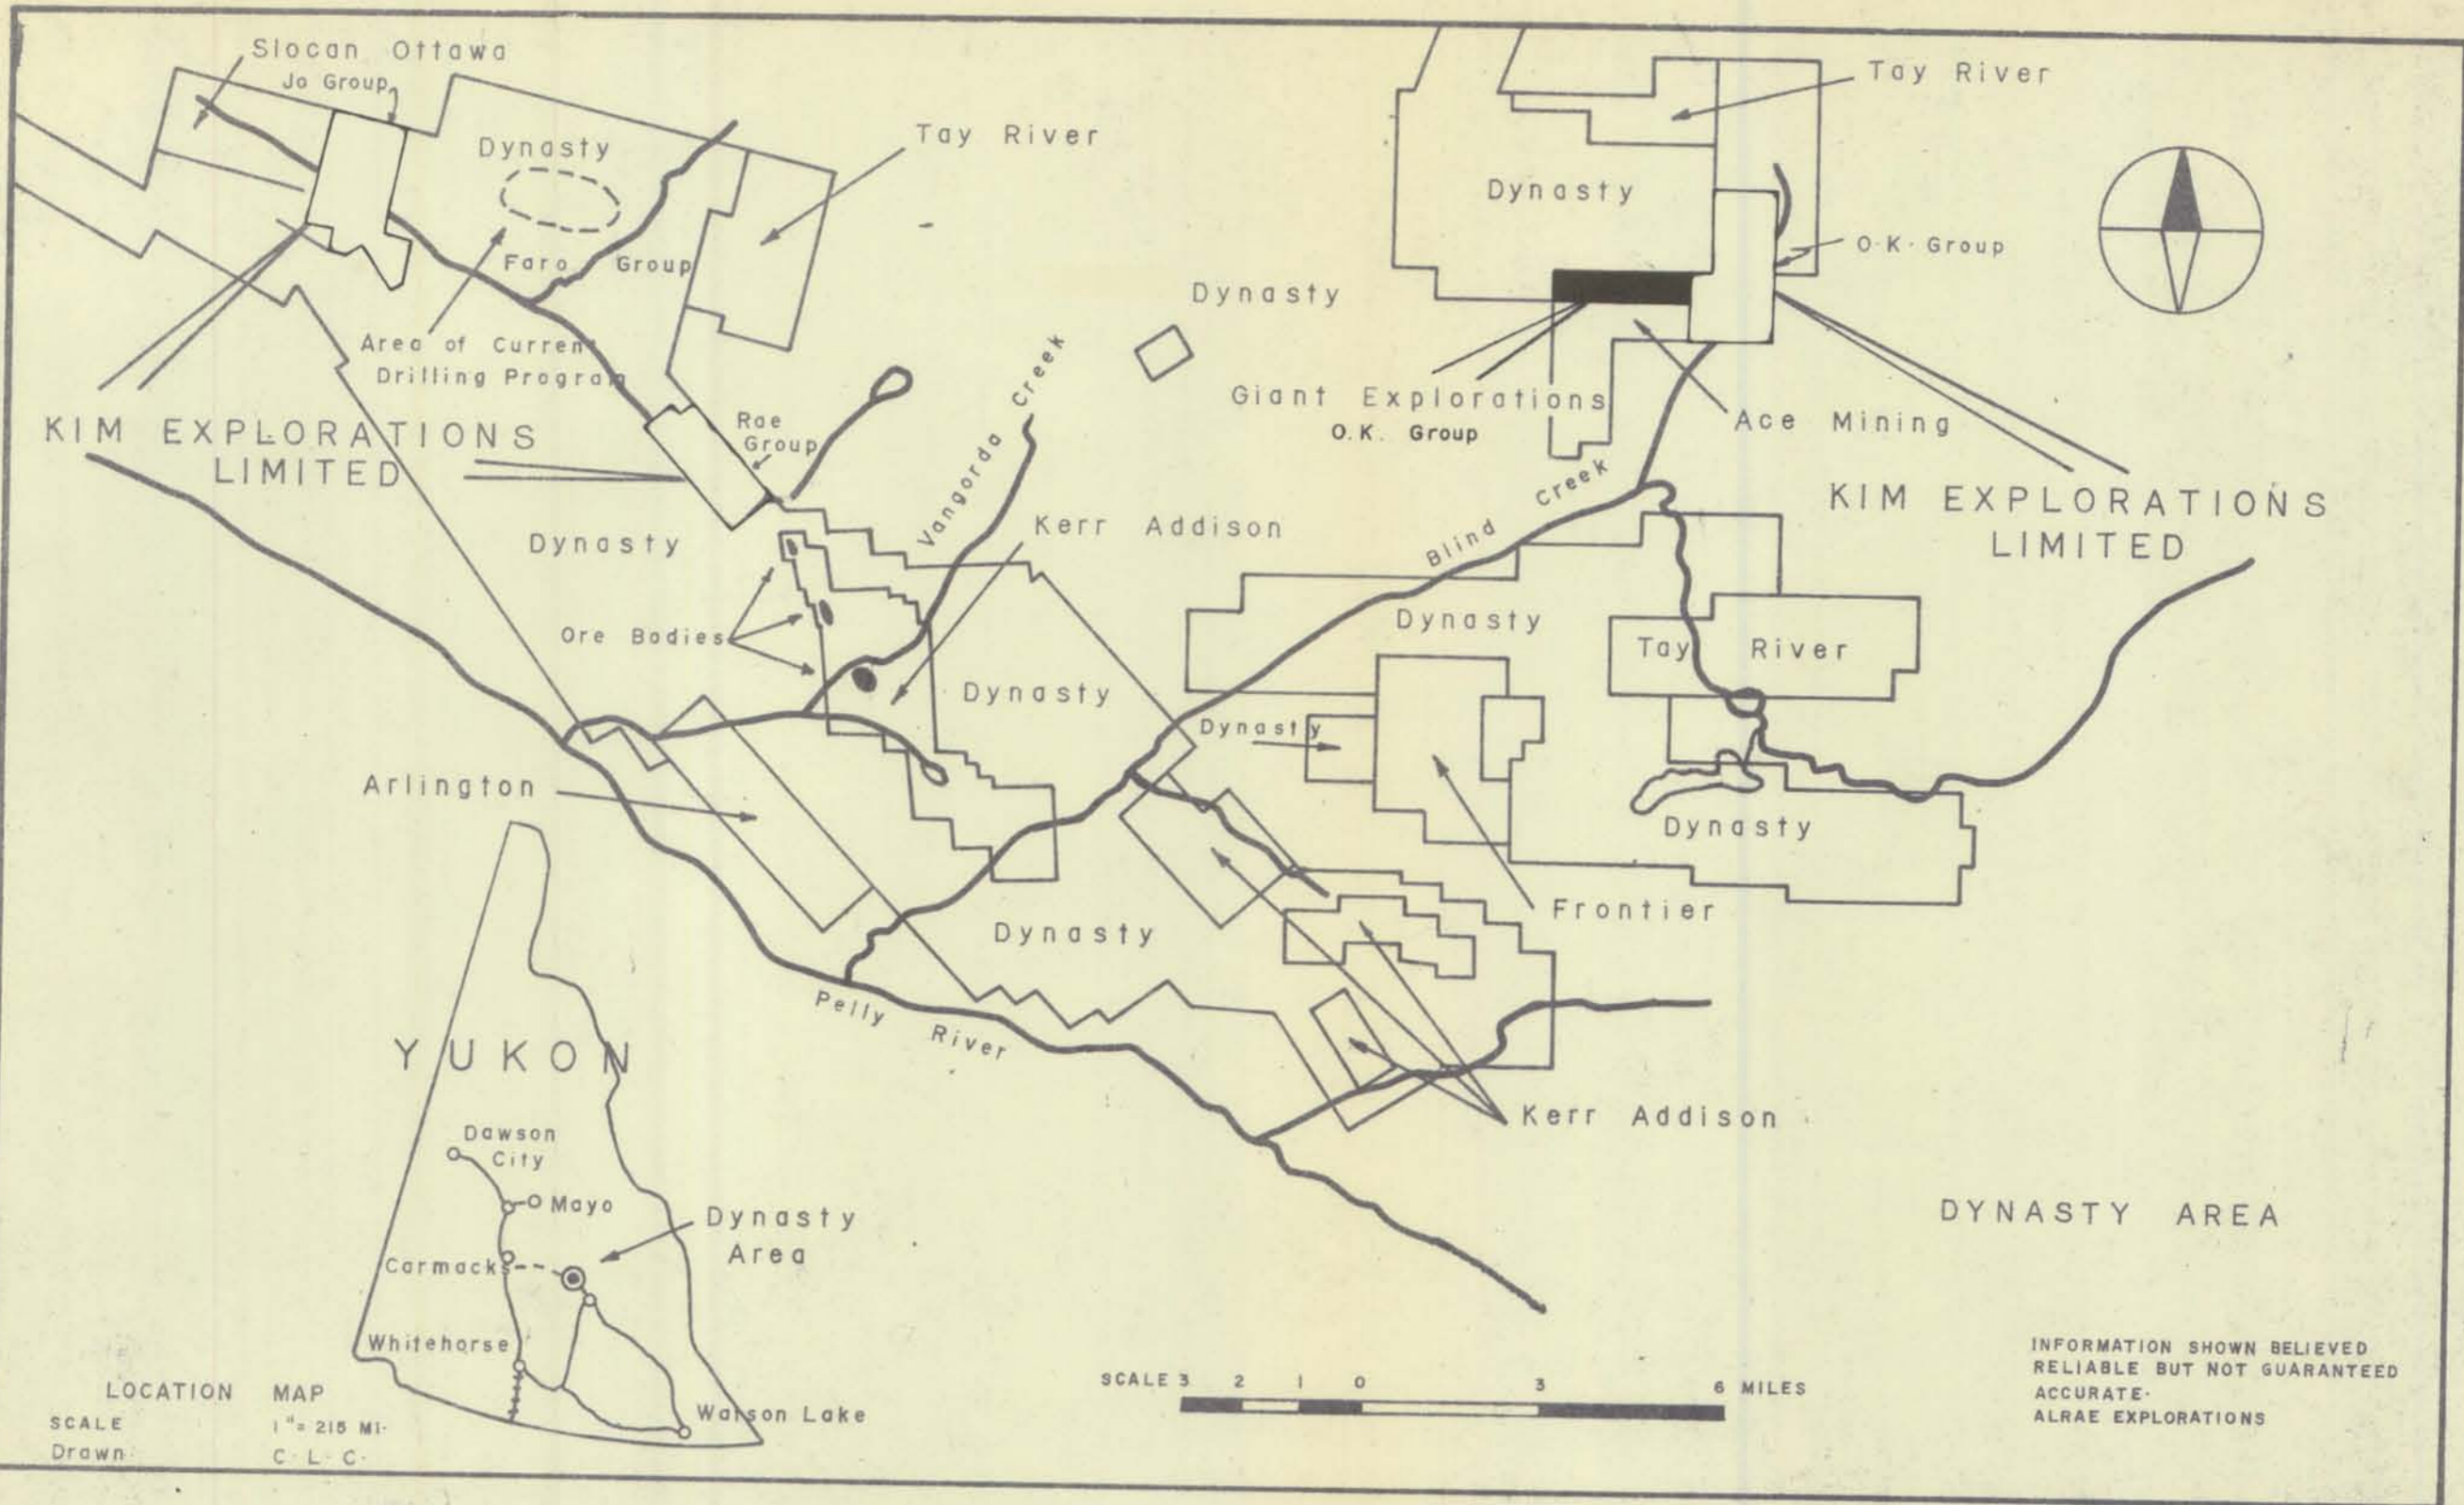 Slocan Ottawa
Jo Group
Dynasty
Tay River
Faro Group
Area of Current
Drilling Program
KIM EXPLORATIONS
LIMITED
Rae
Group
Vangorda Creek
Dynasty
Tay River
Dynasty
O·K· Group
Giant Explorations
O.K. Group
Ace Mining
KIM EXPLORATIONS
LIMITED
Dynasty
Kerr Addison
Blind Creek
Ore Bodies
Dynasty
Dynasty
Tay River
Dynasty
Arlington
Dynasty
Frontier
Dynasty
Pelly River
Kerr Addison
YUKON
Dawson
City
Mayo
Carmacks
Dynasty
Area
Whitehorse
Watson Lake
LOCATION MAP
SCALE 1"= 215 MI·
Drawn C·L·C·
SCALE 3 2 1 0 3 6 MILES
DYNASTY AREA
INFORMATION SHOWN BELIEVED
RELIABLE BUT NOT GUARANTEED
ACCURATE·
ALRAE EXPLORATIONS